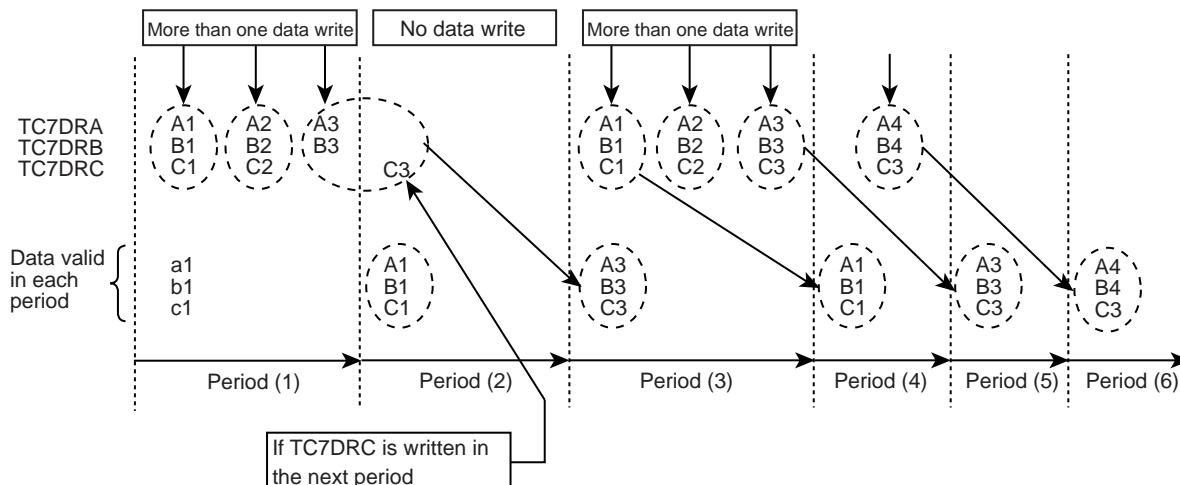 More than one data write
No data write
More than one data write
TC7DRA
TC7DRB
TC7DRC
A1
B1
C1
A2
B2
C2
A3
B3
C3
A1
B1
C1
A2
B2
C2
A3
B3
C3
A4
B4
C3
Data valid
in each
period
a1
b1
c1
A1
B1
C1
A3
B3
C3
A1
B1
C1
A3
B3
C3
A4
B4
C3
Period (1)
Period (2)
Period (3)
Period (4)
Period (5)
Period (6)
If TC7DRC is written in
the next period